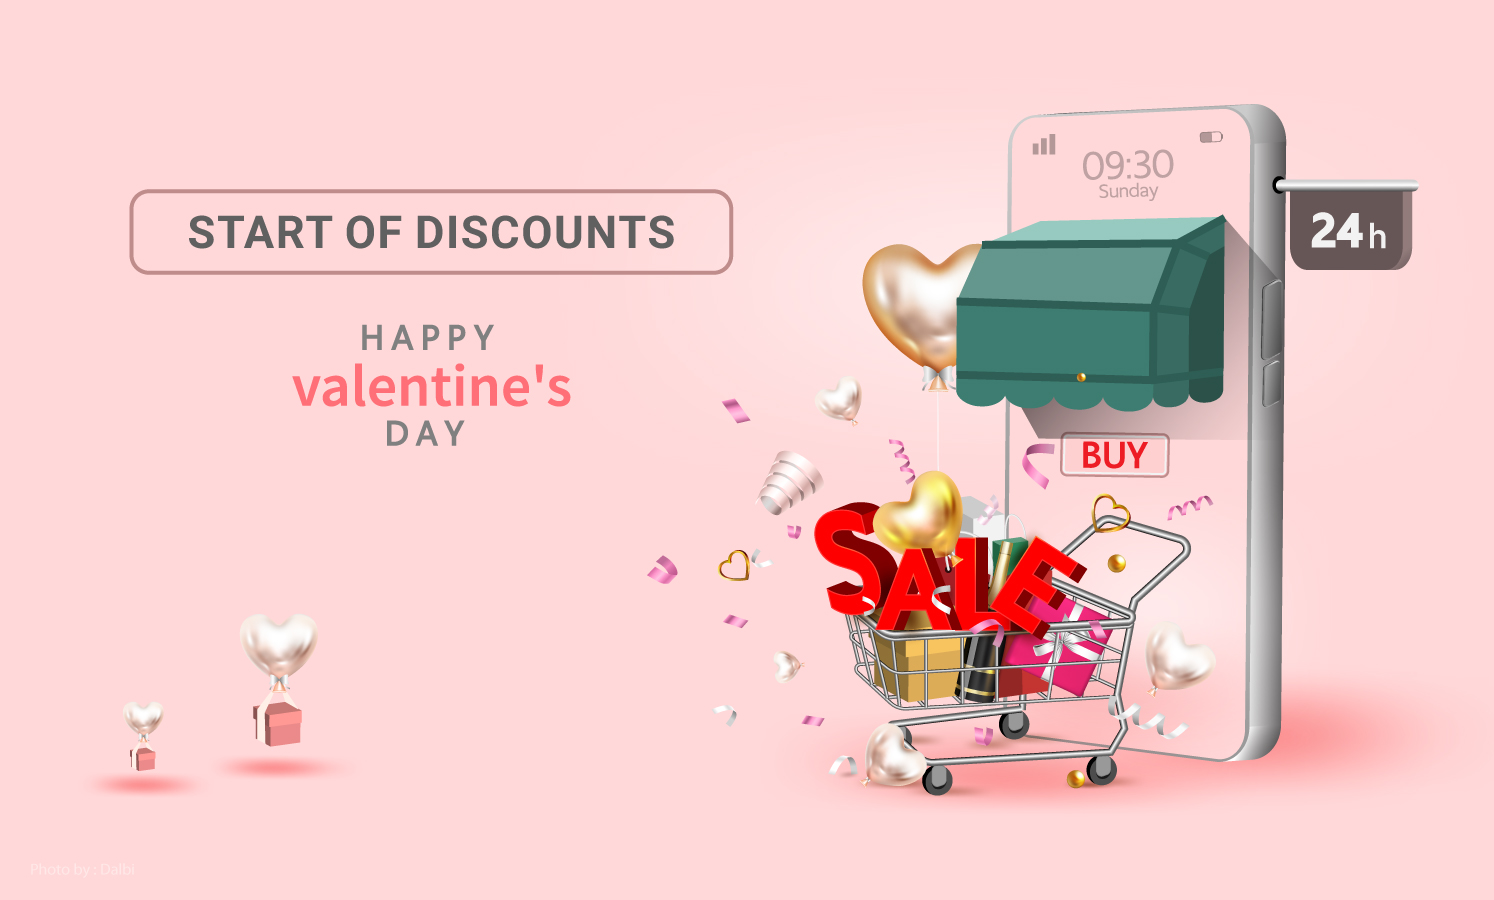 START OF DISCOUNTS
HAPPY
valentine's
DAY
09:30
Sunday
24h
BUY
SALE
Photo by : Dalbi